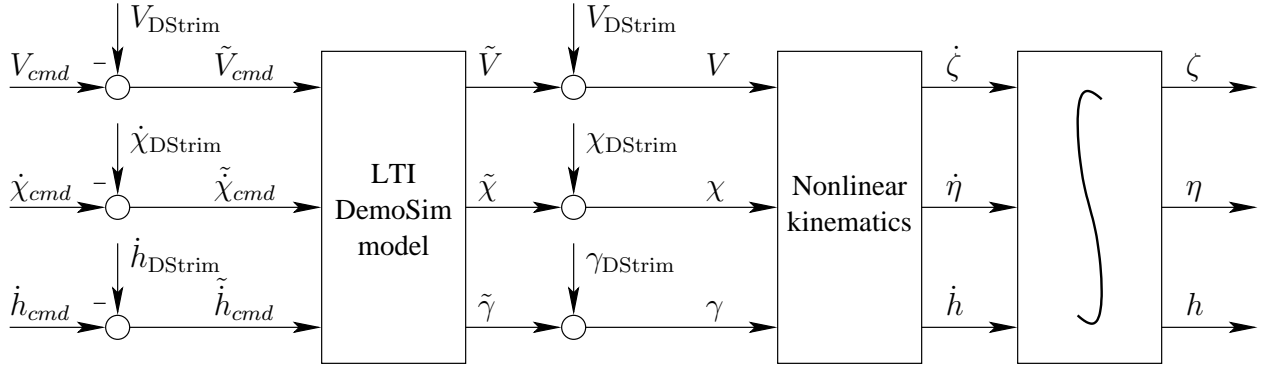 V_DStrim V_DStrim
V_cmd – Ṽ_cmd Ṽ V ζ̇ ζ
χ̇_DStrim χ_DStrim
χ̇_cmd – χ̇̃_cmd χ̃ χ η̇ η
LTI
DemoSim
model
Nonlinear
kinematics
ḣ_DStrim γ_DStrim
ḣ_cmd – ḣ̃_cmd γ̃ γ ḣ h